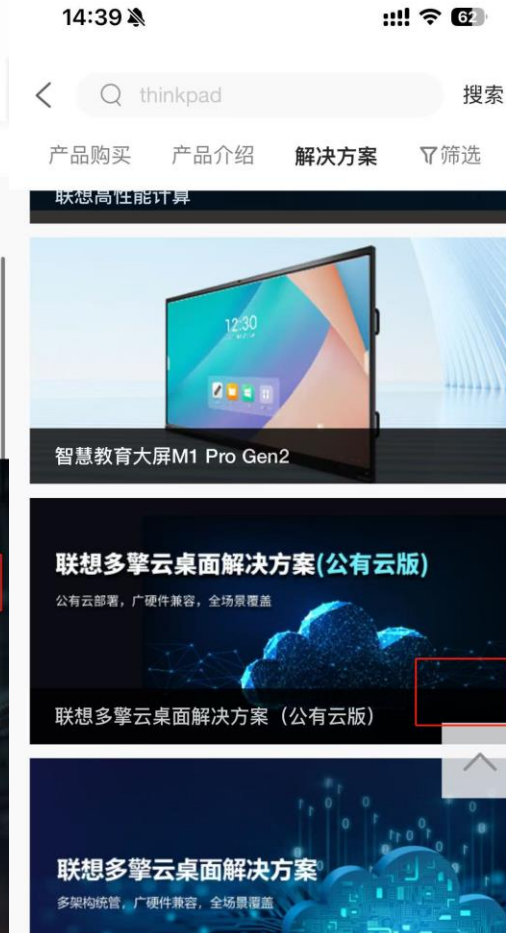 14:39
62
thinkpad
搜索
产品购买 产品介绍 解决方案 筛选
联想高性能计算
12:30
智慧教育大屏M1 Pro Gen2
联想多擎云桌面解决方案(公有云版)
公有云部署，广硬件兼容，全场景覆盖
联想多擎云桌面解决方案（公有云版）
联想多擎云桌面解决方案
多架构统管，广硬件兼容，全场景覆盖